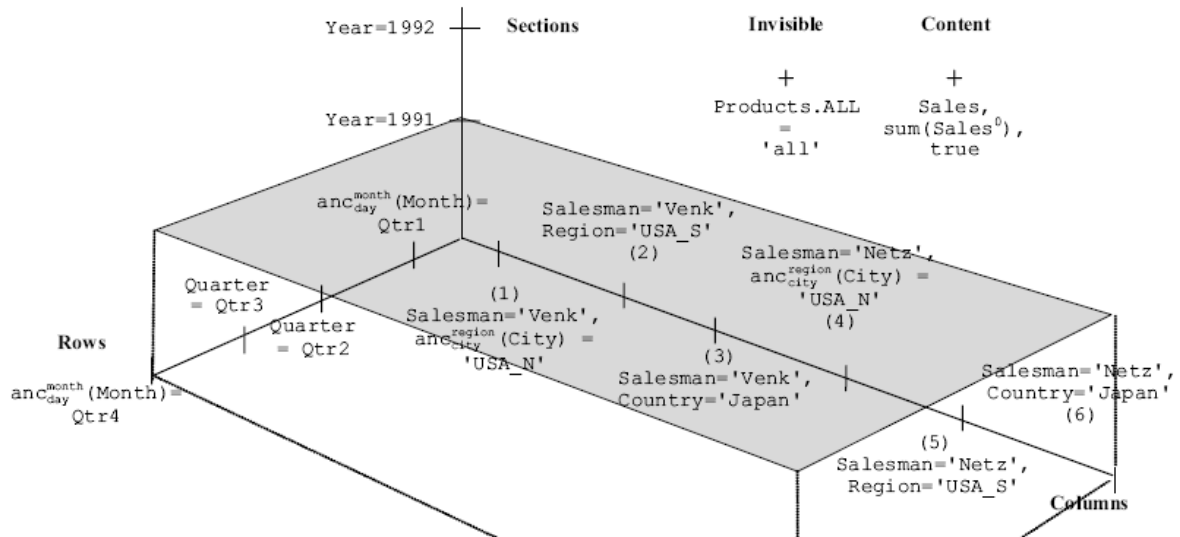 Year=1992
Sections
Invisible
Content
+
+
Products.ALL
=
'all'
Sales,
sum(Sales⁰),
true
Year=1991
anc^month_day(Month)=
Qtr1
Salesman='Venk',
Region='USA_S'
(2)
Salesman='Netz',
anc^region_city(City) =
'USA_N'
(4)
Quarter
= Qtr3
Quarter
= Qtr2
(1)
Salesman='Venk',
anc^region_city(City) =
'USA_N'
(3)
Salesman='Venk',
Country='Japan'
Rows
anc^month_day(Month)=
Qtr4
Salesman='Netz',
Country='Japan'
(6)
(5)
Salesman='Netz',
Region='USA_S'
Columns